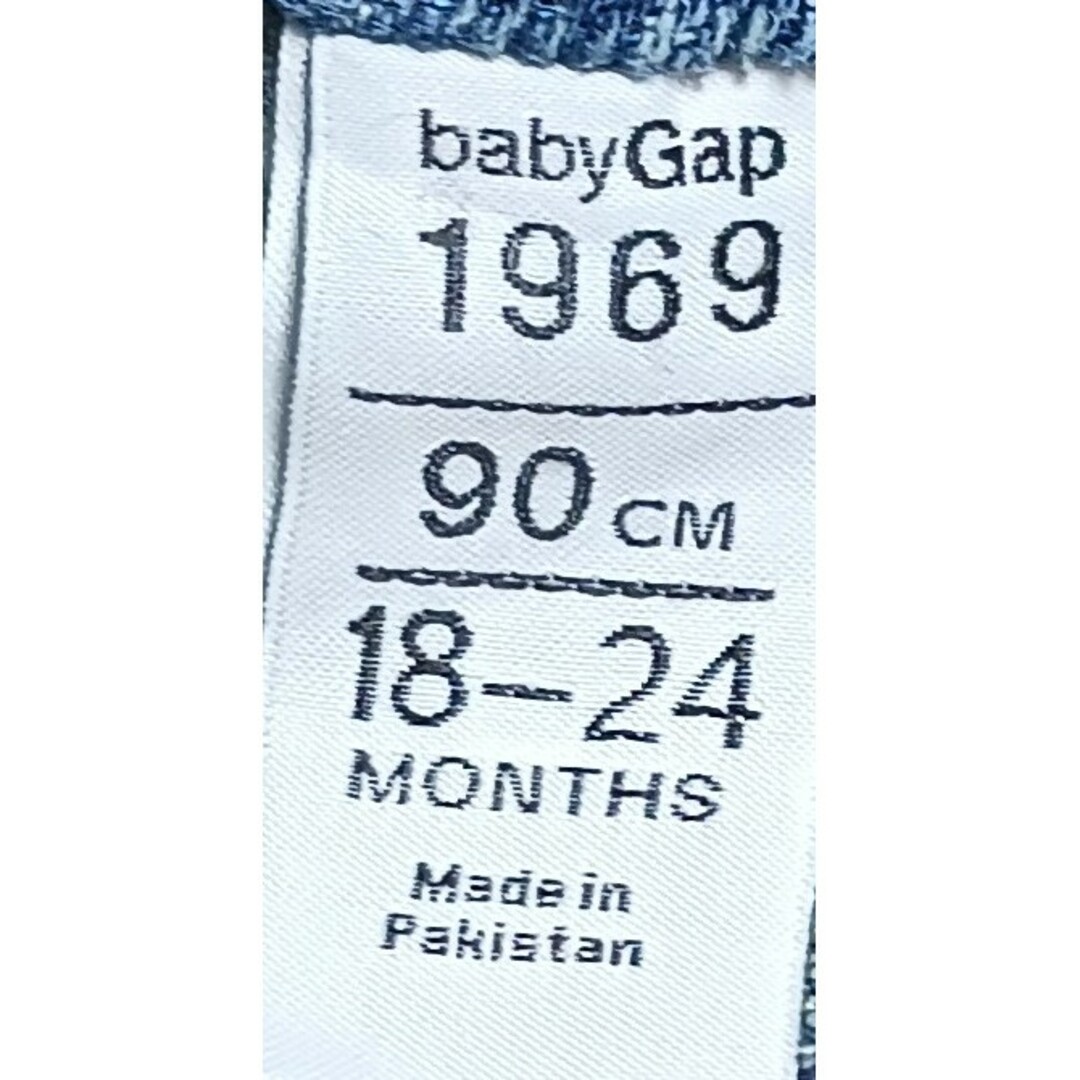 babyGap
1969
90 CM
18-24
MONTHS
Made in
Pakistan